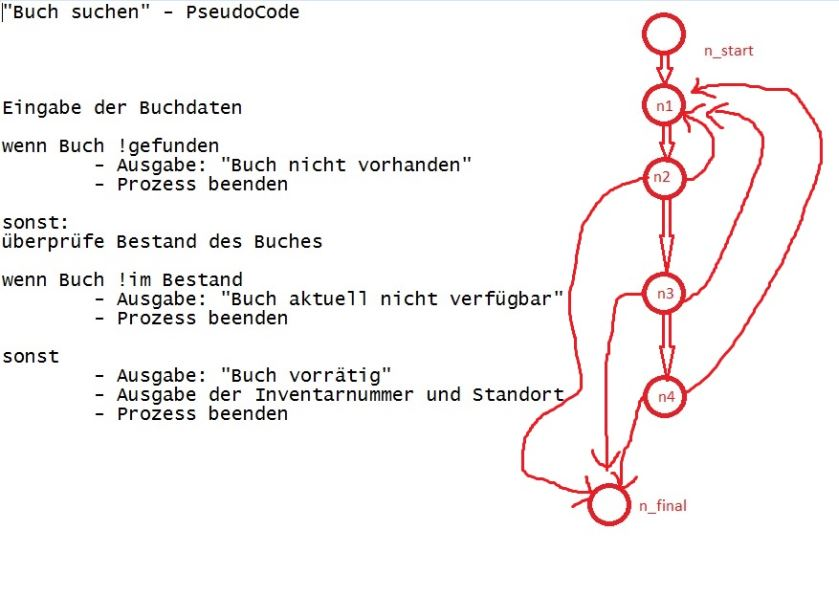 "Buch suchen" - PseudoCode
n_start
Eingabe der Buchdaten
n1
wenn Buch !gefunden
- Ausgabe: "Buch nicht vorhanden"
- Prozess beenden
n2
sonst:
überprüfe Bestand des Buches
wenn Buch !im Bestand
- Ausgabe: "Buch aktuell nicht verfügbar"
- Prozess beenden
n3
sonst
- Ausgabe: "Buch vorrätig"
- Ausgabe der Inventarnummer und Standort
- Prozess beenden
n4
n_final